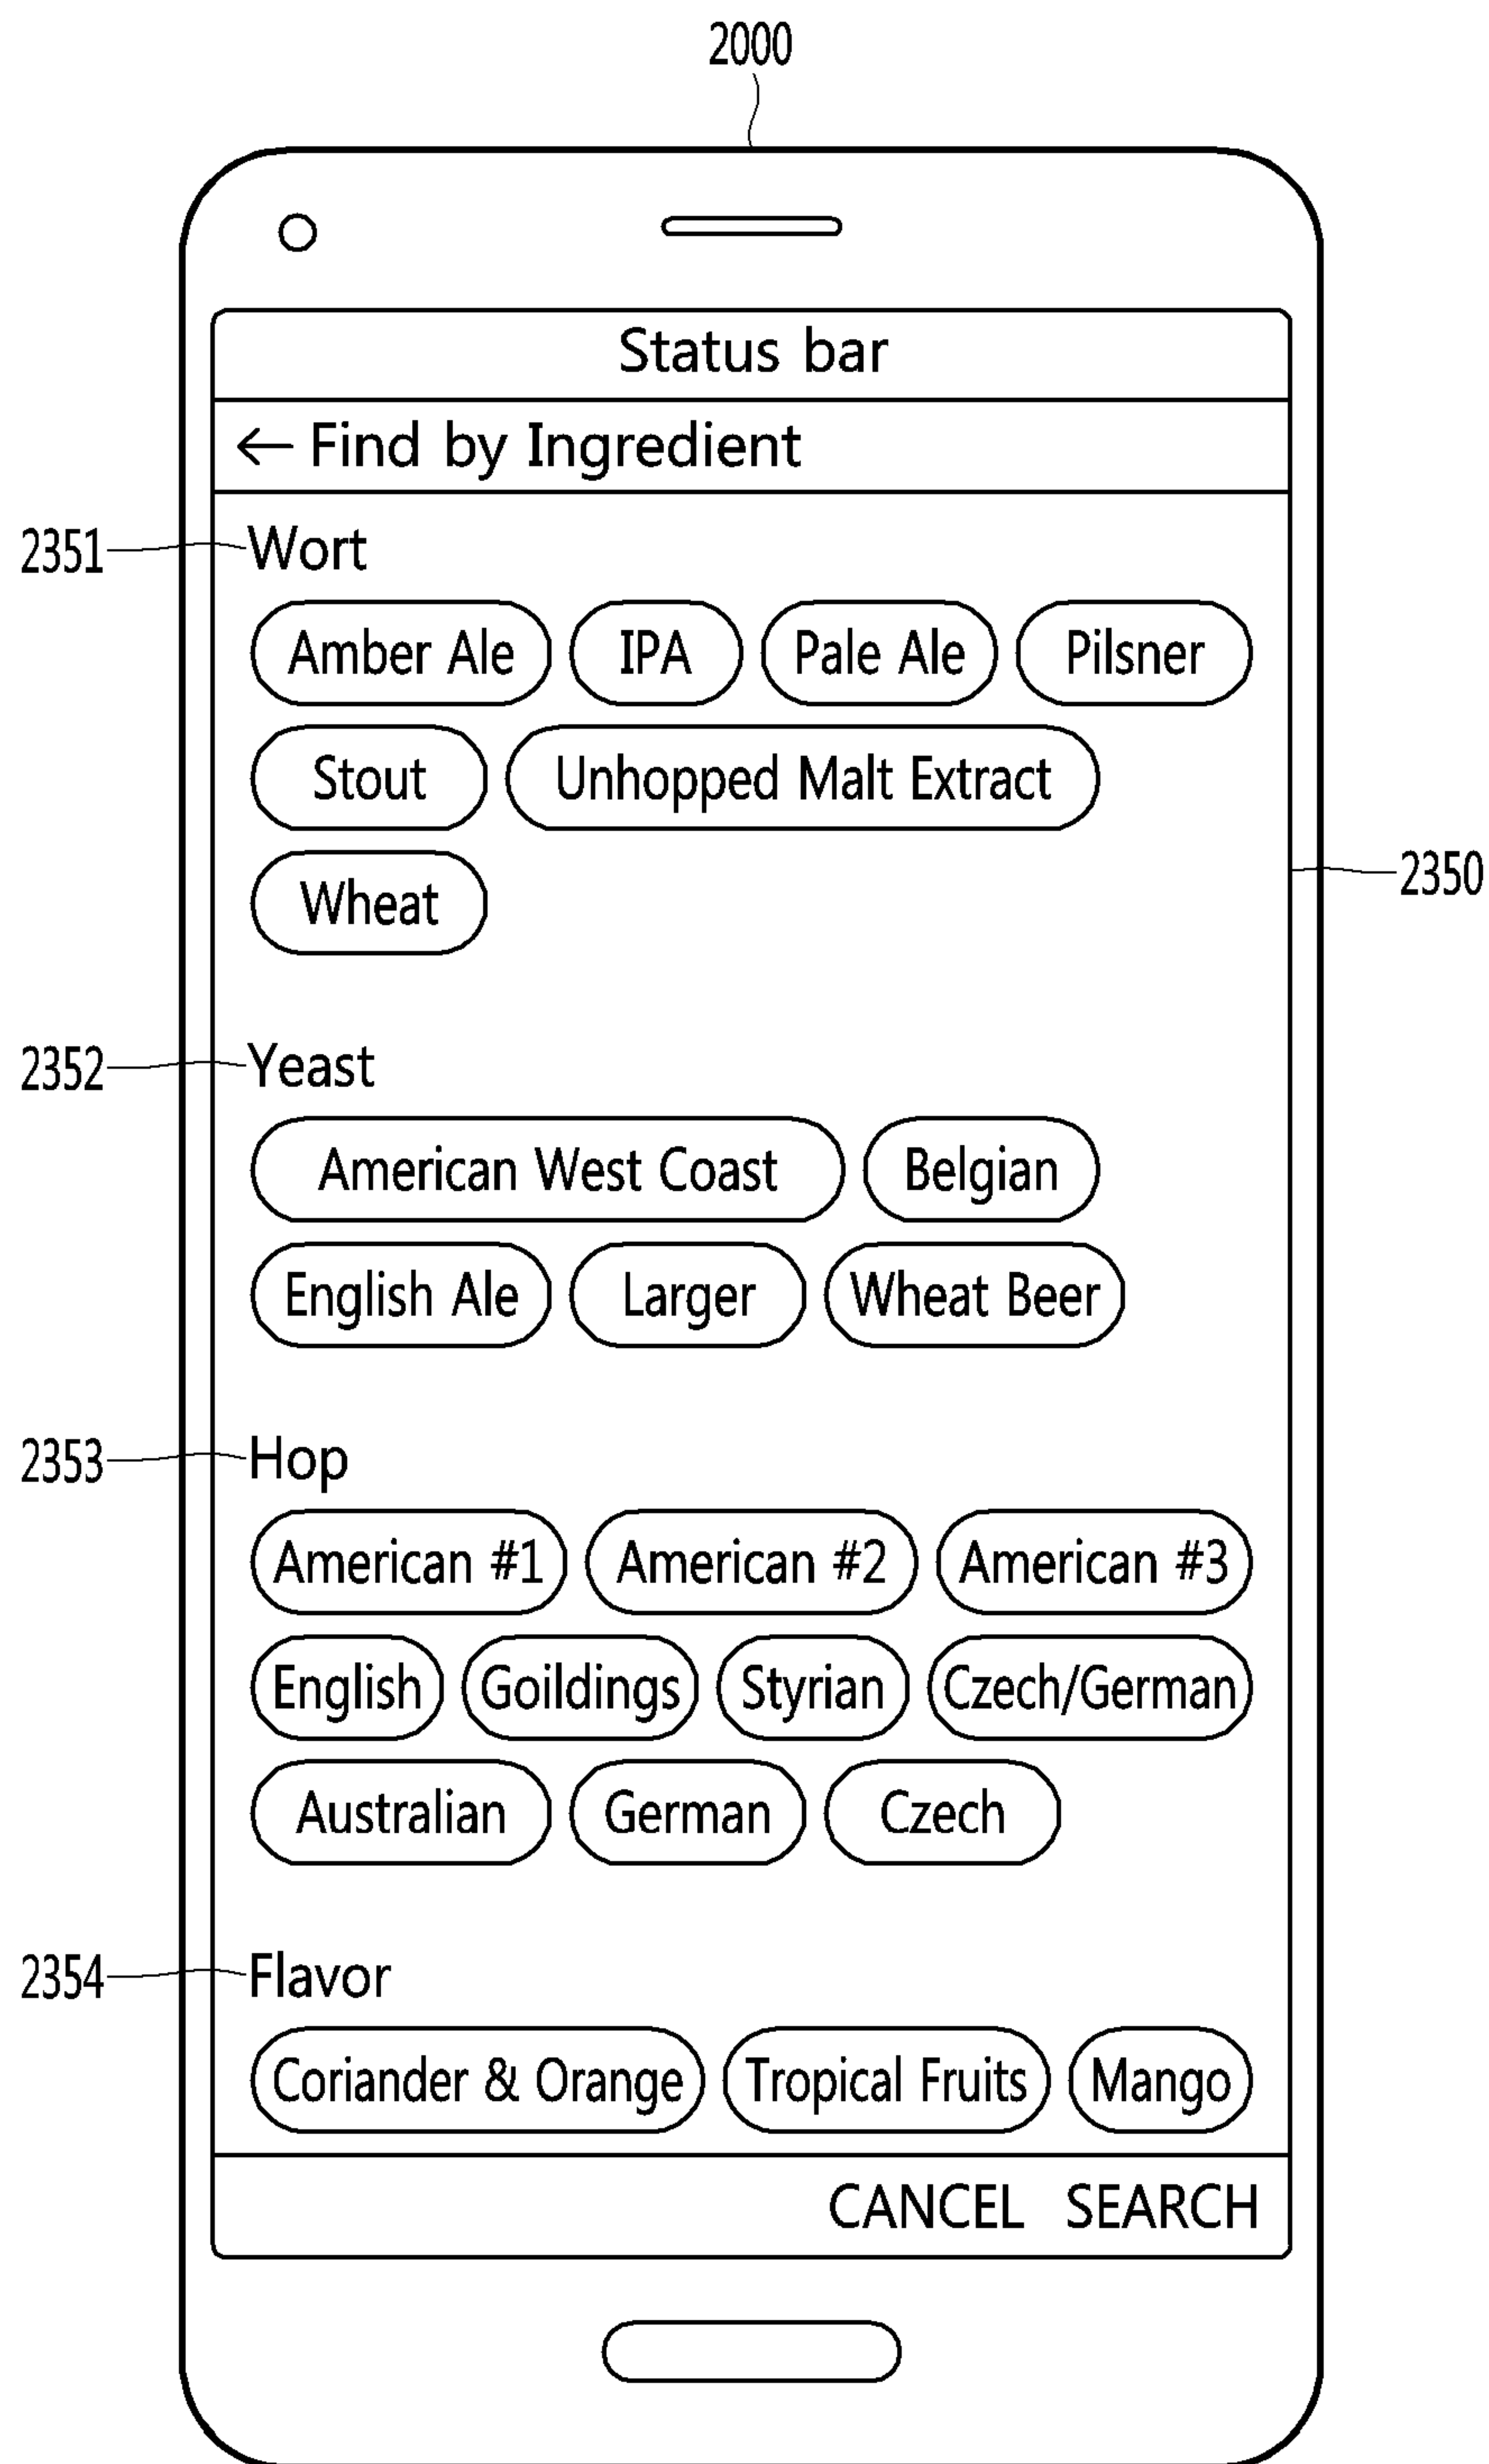 2000
Status bar
← Find by Ingredient
2351 Wort
Amber Ale IPA Pale Ale Pilsner
Stout Unhopped Malt Extract
2350
Wheat
2352 Yeast
American West Coast Belgian
English Ale Larger Wheat Beer
2353 Hop
American #1 American #2 American #3
English Goildings Styrian Czech/German
Australian German Czech
2354 Flavor
Coriander & Orange Tropical Fruits Mango
CANCEL SEARCH